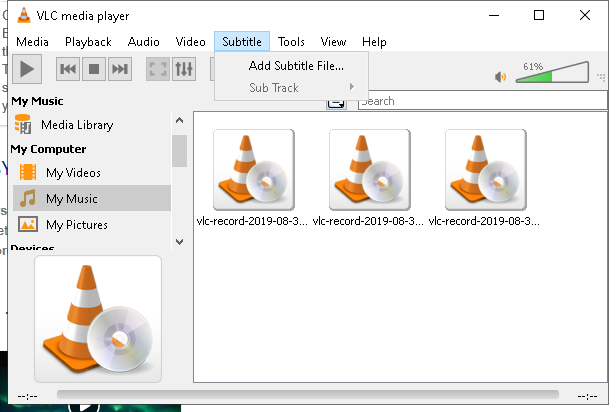 VLC media player
Media Playback Audio Video Subtitle Tools View Help
Add Subtitle File...
Sub Track
61%
Search
My Music
Media Library
My Computer
My Videos
My Music
My Pictures
Devices
vlc-record-2019-08-3... vlc-record-2019-08-3... vlc-record-2019-08-3...
--:-- --:--